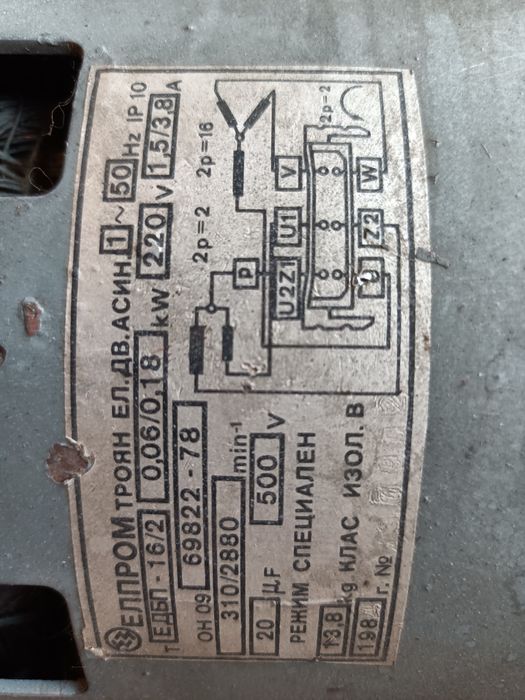 ЕЛПРОМ ТРОЯН ЕЛ.ДВ.АСИН. 1 ~ 50 Hz IP 10
Т ЕДБП - 16/2 0,06/0,18 kW 220 V 1,5/3,8 A
ОН 09 69822 - 78 2p=2 2p=16
310/2880 min-1
20 μF 500 V
РЕЖИМ СПЕЦИАЛЕН
13,8 kg КЛАС ИЗОЛ. В
198 г. №
P U2Z1 U1 V
U Z2 W
2p=2